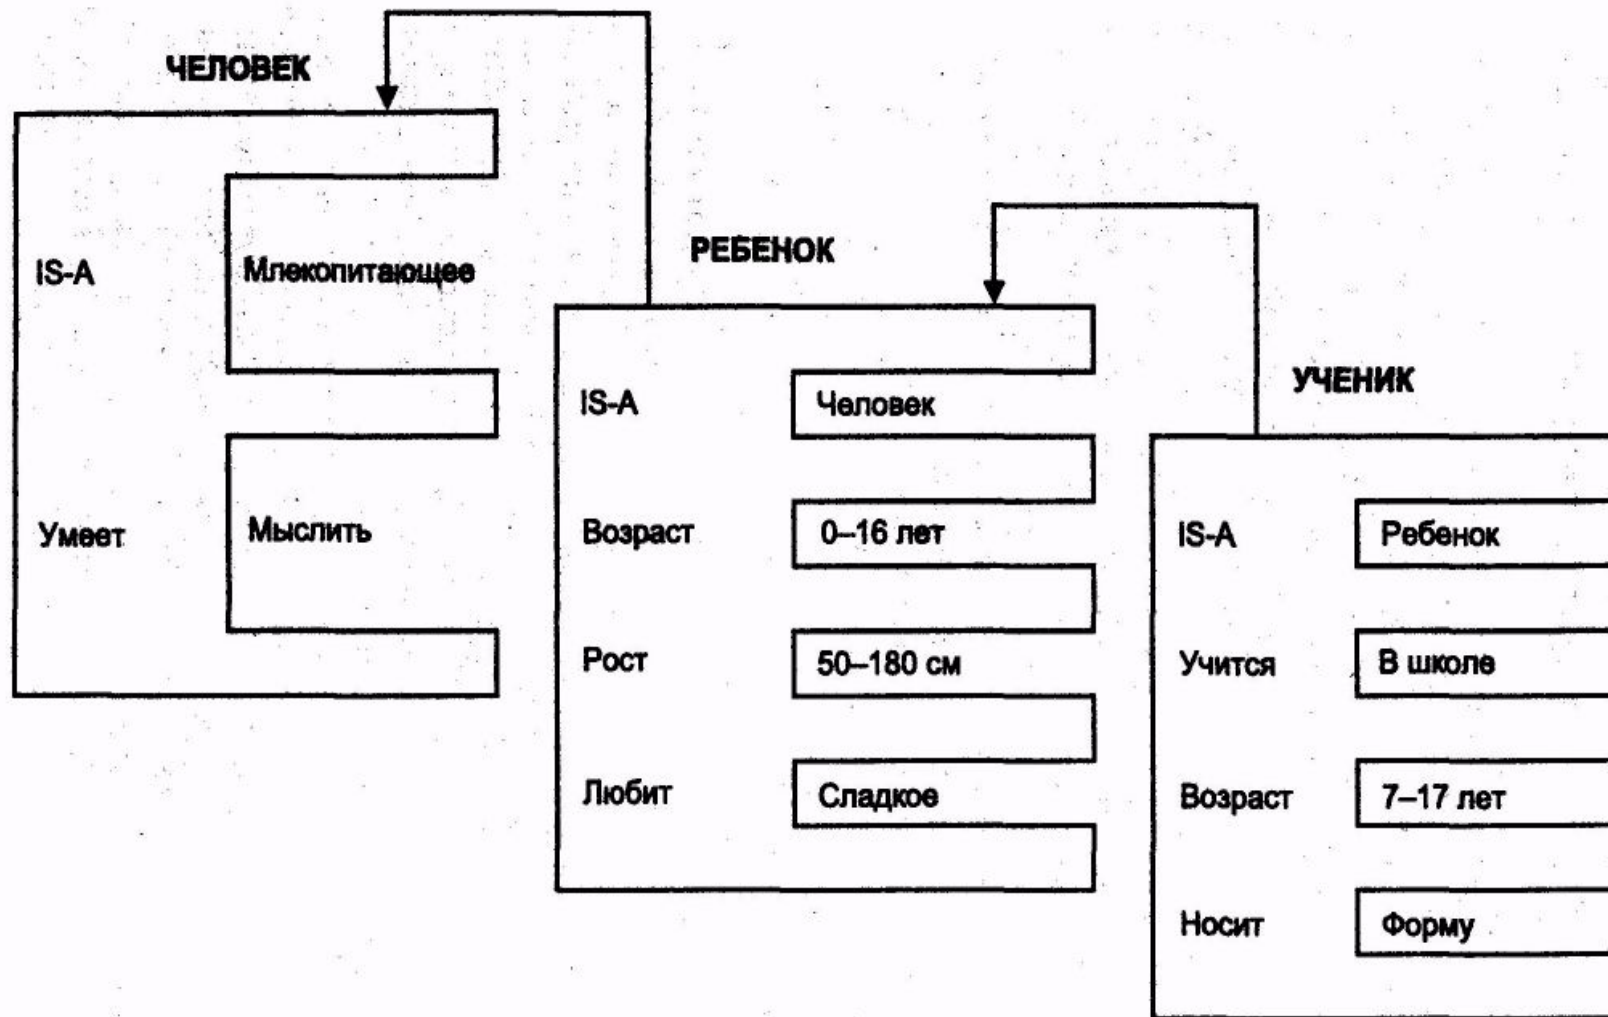 ЧЕЛОВЕК
IS-A Млекопитающее
Умеет Мыслить
РЕБЕНОК
IS-A Человек
Возраст 0–16 лет
Рост 50–180 см
Любит Сладкое
УЧЕНИК
IS-A Ребенок
Учится В школе
Возраст 7–17 лет
Носит Форму